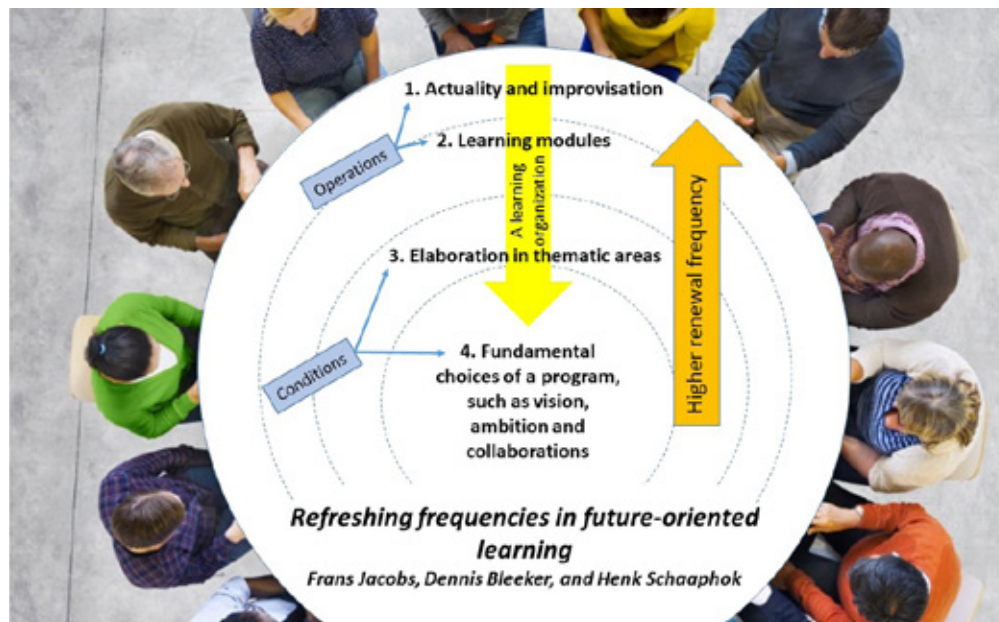 1. Actuality and improvisation
2. Learning modules
Operations
A learning
organization
Higher renewal frequency
3. Elaboration in thematic areas
Conditions
4. Fundamental
choices of a program,
such as vision,
ambition and
collaborations
Refreshing frequencies in future-oriented
learning
Frans Jacobs, Dennis Bleeker, and Henk Schaaphok